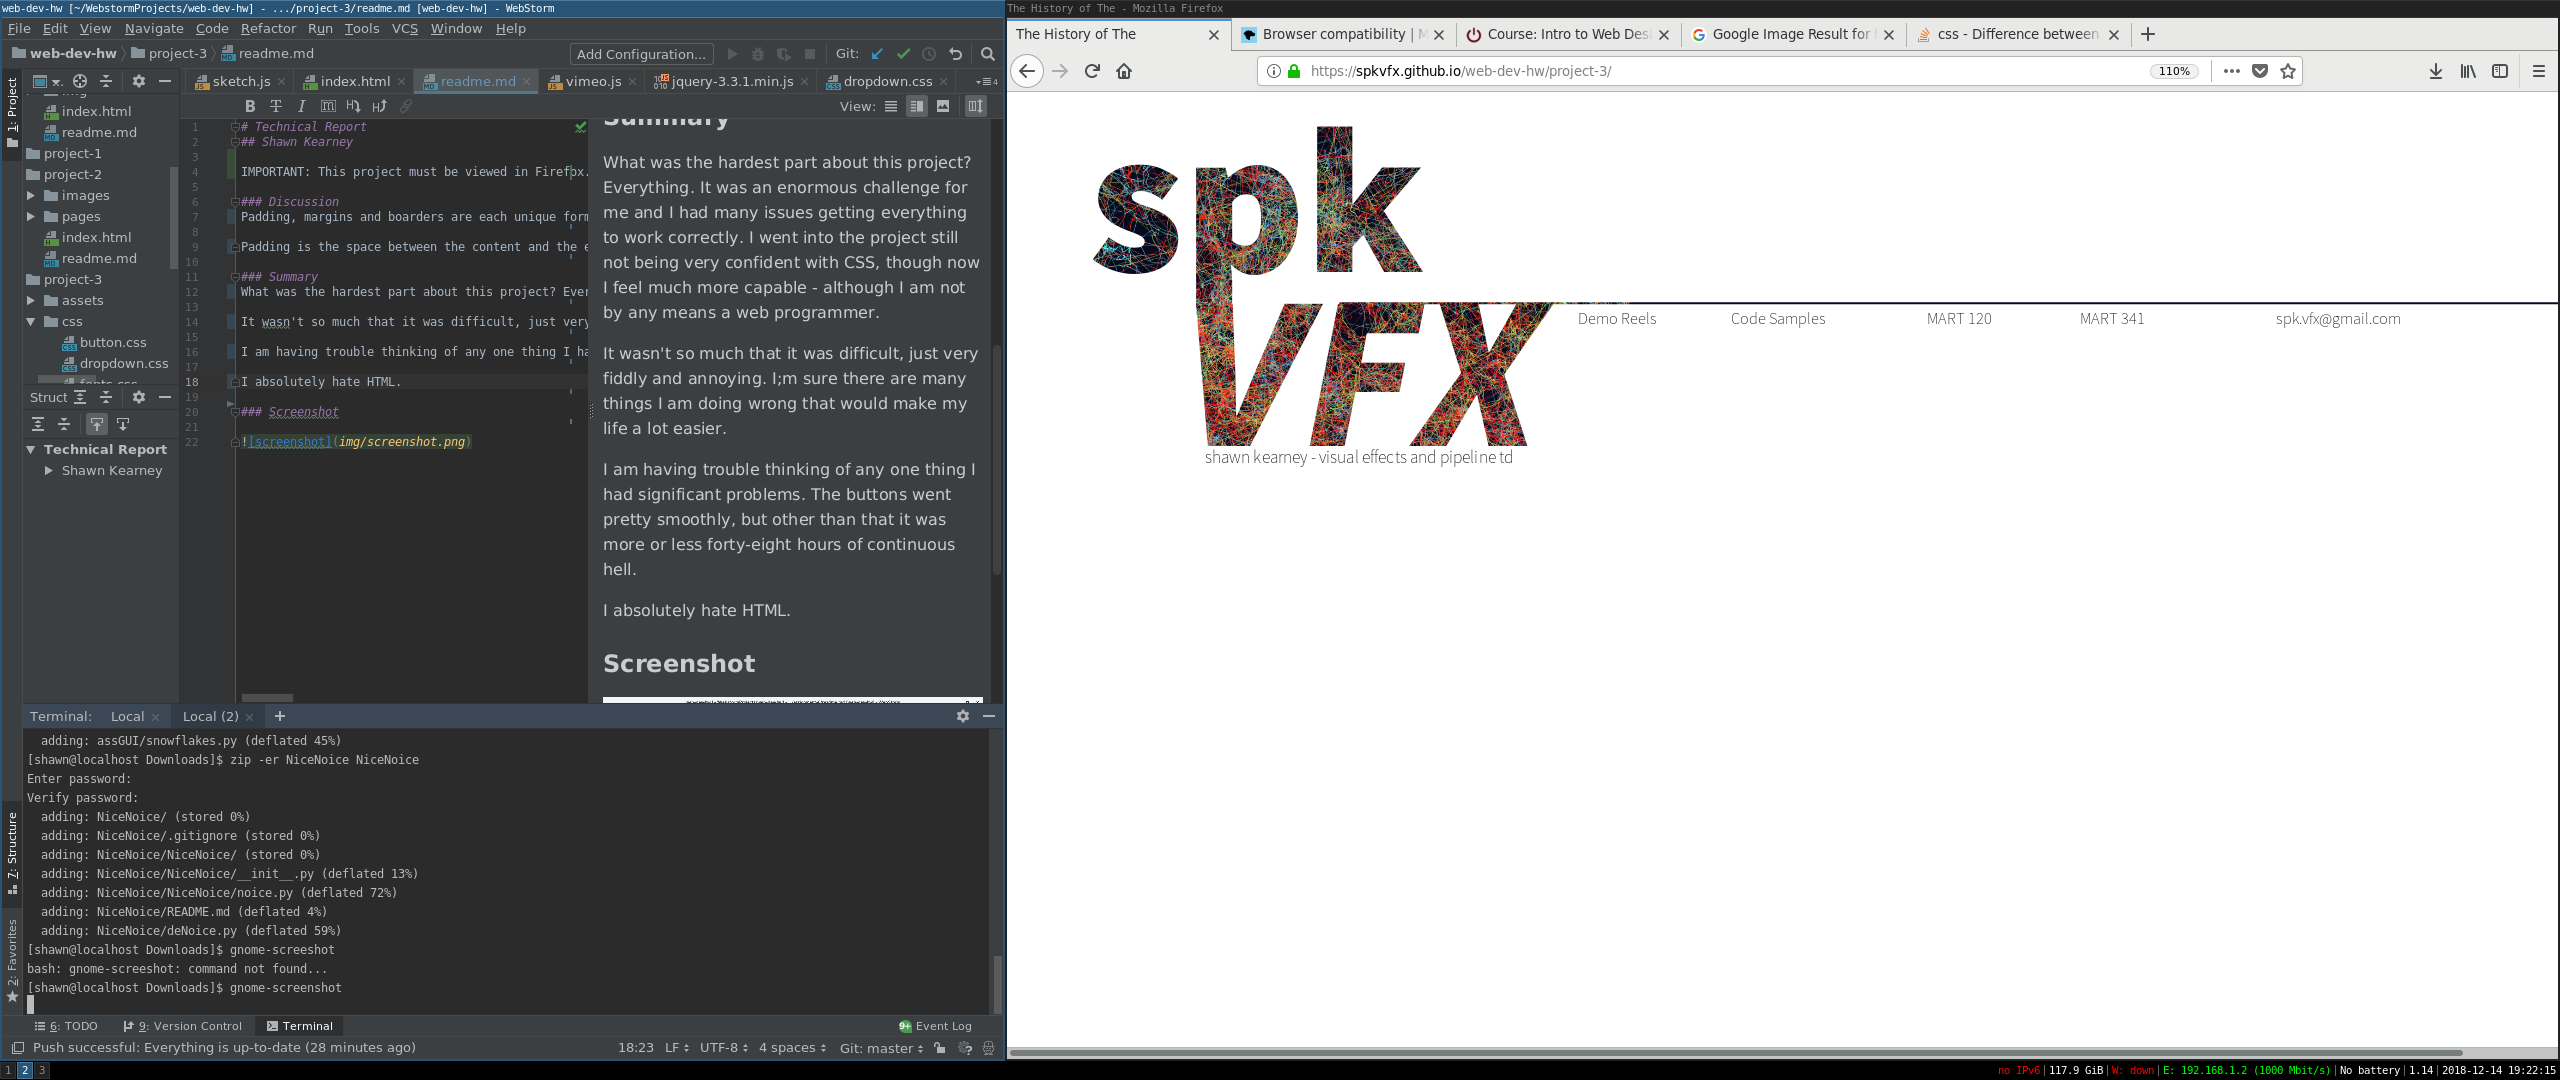 web-dev-hw [~/WebstormProjects/web-dev-hw] - .../project-3/readme.md [web-dev-hw] - WebStorm
File Edit View Navigate Code Refactor Run Tools VCS Window Help
web-dev-hw project-3 readme.md Add Configuration... Git:
1: Project
sketch.js index.html readme.md vimeo.js jquery-3.3.1.min.js dropdown.css
View:
index.html
readme.md
project-1
project-2
images
pages
index.html
readme.md
project-3
assets
css
button.css
dropdown.css
fonts.css
Struct
Technical Report
Shawn Kearney
1 # Technical Report
2 ## Shawn Kearney
3
4 IMPORTANT: This project must be viewed in Firefox.
5
6 ### Discussion
7 Padding, margins and boarders are each unique form
8
9 Padding is the space between the content and the e
10
11 ### Summary
12 What was the hardest part about this project? Ever
13
14 It wasn't so much that it was difficult, just very
15
16 I am having trouble thinking of any one thing I ha
17
18 I absolutely hate HTML.
19
20 ### Screenshot
21
22 ![screenshot](img/screenshot.png)
Summary
What was the hardest part about this project?
Everything. It was an enormous challenge for
me and I had many issues getting everything
to work correctly. I went into the project still
not being very confident with CSS, though now
I feel much more capable - although I am not
by any means a web programmer.
It wasn't so much that it was difficult, just very
fiddly and annoying. I;m sure there are many
things I am doing wrong that would make my
life a lot easier.
I am having trouble thinking of any one thing I
had significant problems. The buttons went
pretty smoothly, but other than that it was
more or less forty-eight hours of continuous
hell.
I absolutely hate HTML.
Screenshot
Terminal: Local Local (2)
adding: assGUI/snowflakes.py (deflated 45%)
[shawn@localhost Downloads]$ zip -er NiceNoice NiceNoice
Enter password:
Verify password:
adding: NiceNoice/ (stored 0%)
adding: NiceNoice/.gitignore (stored 0%)
adding: NiceNoice/NiceNoice/ (stored 0%)
adding: NiceNoice/NiceNoice/__init__.py (deflated 13%)
adding: NiceNoice/NiceNoice/noice.py (deflated 72%)
adding: NiceNoice/README.md (deflated 4%)
adding: NiceNoice/deNoice.py (deflated 59%)
[shawn@localhost Downloads]$ gnome-screeshot
bash: gnome-screeshot: command not found...
[shawn@localhost Downloads]$ gnome-screenshot
7: Structure
2: Favorites
6: TODO 9: Version Control Terminal 9+ Event Log
Push successful: Everything is up-to-date (28 minutes ago) 18:23 LF UTF-8 4 spaces Git: master
1 2 3
The History of The - Mozilla Firefox
The History of The Browser compatibility | M Course: Intro to Web Des Google Image Result for css - Difference between
https://spkvfx.github.io/web-dev-hw/project-3/ 110%
spk
VFX
Demo Reels Code Samples MART 120 MART 341 spk.vfx@gmail.com
shawn kearney - visual effects and pipeline td
no IPv6 | 117.9 GiB | W: down | E: 192.168.1.2 (1000 Mbit/s) | No battery | 1.14 | 2018-12-14 19:22:15